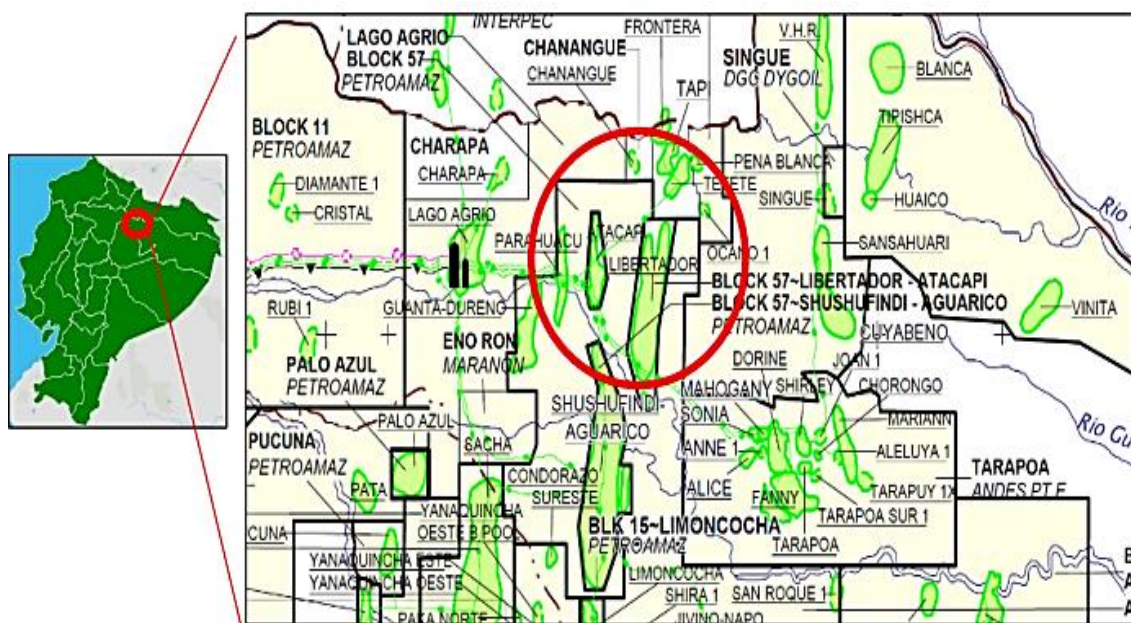 INTERPEC
FRONTERA
V.H.R.
LAGO AGRIO
BLOCK 57
PETROAMAZ
CHANANGUE
CHANANGUE
SINGUE
DGC DYGOIL
BLANCA
TAPI
TIPISHCA
BLOCK 11
PETROAMAZ
CHARAPA
CHARAPA
PENA BLANCA
TETETE
DIAMANTE 1
CRISTAL
SINGUE
HUAICO
Río
LAGO AGRIO
PARAHUACU
ATACAPI
OCANO 1
SANSAHUARI
LIBERTADOR
BLOCK 57~LIBERTADOR - ATACAPI
BLOCK 57~SHUSHUFINDI - AGUARICO
PETROAMAZ
GUANTA-DURENO
RUBI 1
VINITA
CUYABENO
ENO RON
MARANON
PALO AZUL
PETROAMAZ
DORINE
JOAN 1
MAHOGANY
SHIRLEY
CHORONGO
SHUSHUFINDI-
AGUARICO
SONIA
MARIANN
Río Gu
PALO AZUL
PUCUNA
PETROAMAZ
SACHA
ANNE 1
ALELUYA 1
CONDORAZO
SURESTE
ALICE
TARAPOA
ANDES PT E
PATA
FANNY
TARAPUY 1X
CUNA
YANAQUINCHA
OESTE B POOL
BLK 15~LIMONCOCHA
PETROAMAZ
TARAPOA SUR 1
TARAPOA
YANAQUINCHA ESTE
YANAQUINCHA OESTE
LIMONCOCHA
SHIRA 1
SAN ROQUE 1
PAKA NORTE
JIVINO-NAPO